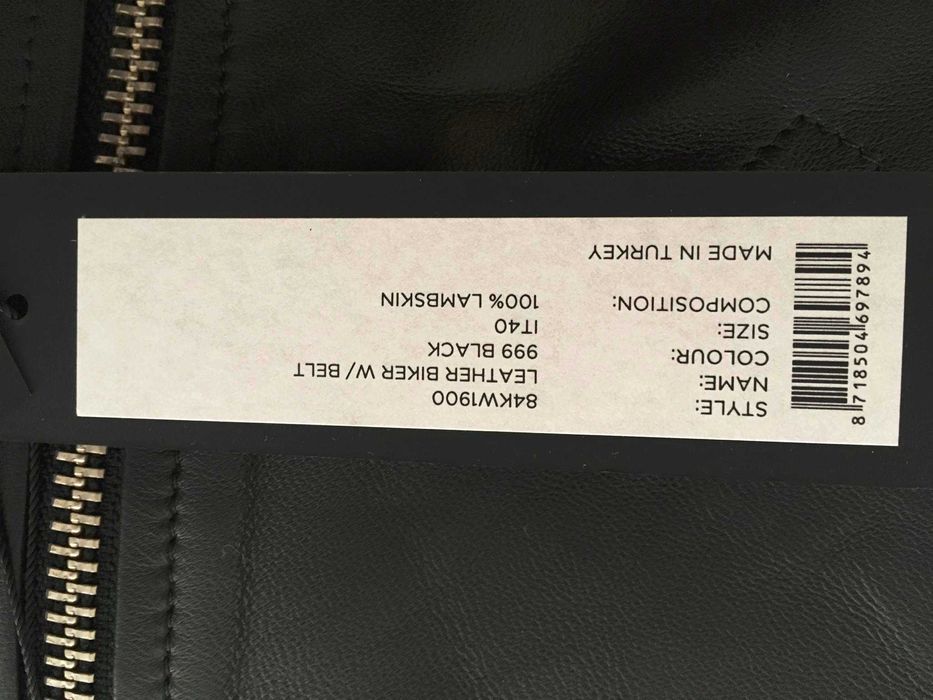 STYLE: 84KW1900
NAME: LEATHER BIKER W/ BELT
COLOUR: 999 BLACK
SIZE: IT40
COMPOSITION: 100% LAMBSKIN
MADE IN TURKEY
8 718504 697894